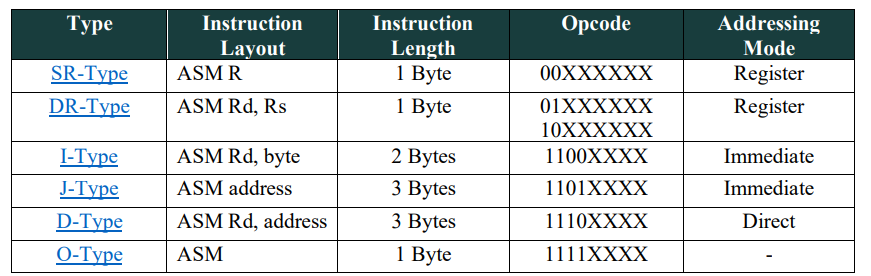 Type Instruction Layout Instruction Length Opcode Addressing Mode
SR-Type ASM R 1 Byte 00XXXXXX Register
DR-Type ASM Rd, Rs 1 Byte 01XXXXXX Register
10XXXXXX
I-Type ASM Rd, byte 2 Bytes 1100XXXX Immediate
J-Type ASM address 3 Bytes 1101XXXX Immediate
D-Type ASM Rd, address 3 Bytes 1110XXXX Direct
O-Type ASM 1 Byte 1111XXXX -